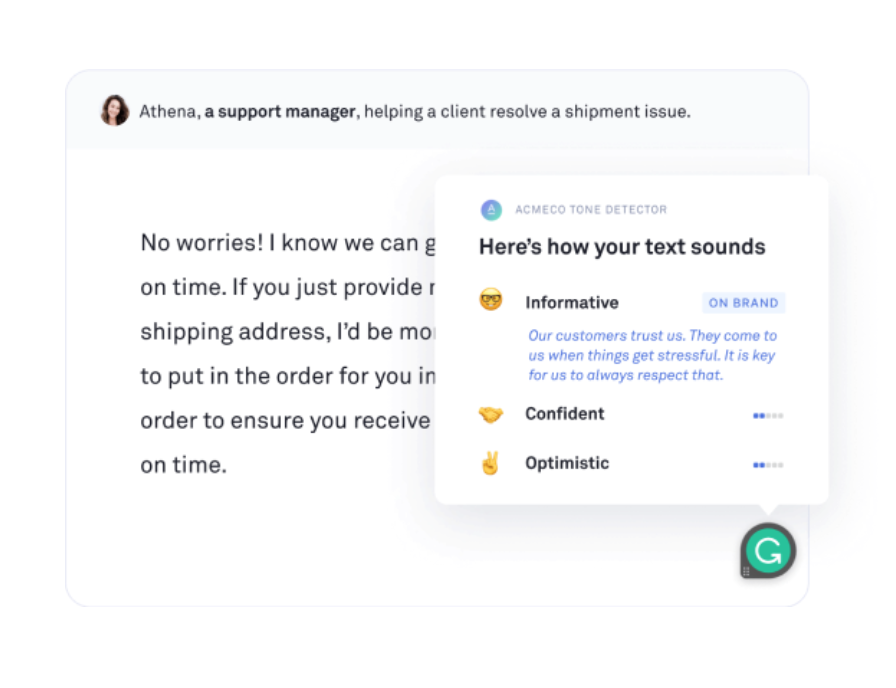 Athena, a support manager, helping a client resolve a shipment issue.
No worries! I know we can g
on time. If you just provide
shipping address, I'd be mo
to put in the order for you in
order to ensure you receive
on time.
ACMECO TONE DETECTOR
Here's how your text sounds
Informative ON BRAND
Our customers trust us. They come to
us when things get stressful. It is key
for us to always respect that.
Confident
Optimistic